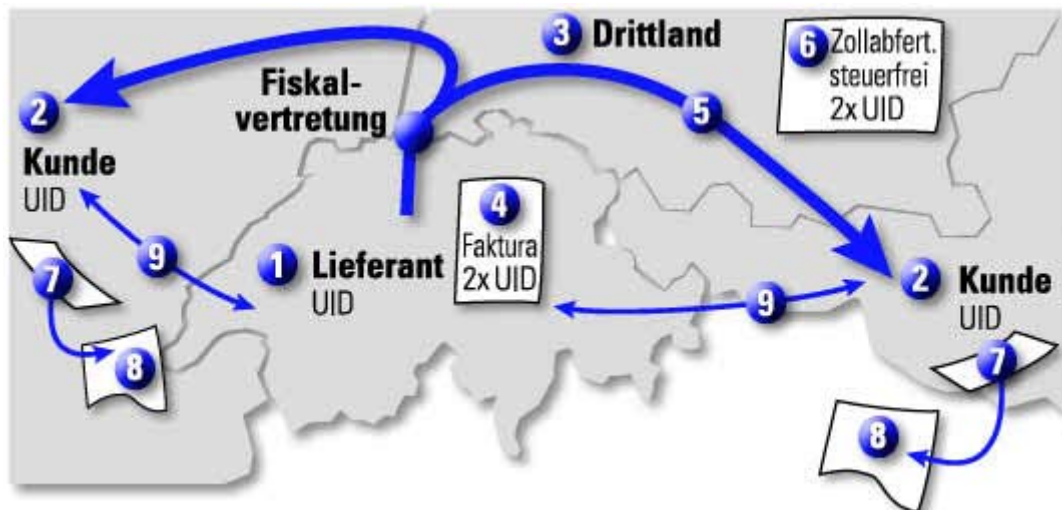 3 Drittland
6 Zollabfert.
steuerfrei
2x UID
Fiskal-
vertretung
2
5
Kunde
UID
4
Faktura
2x UID
9
1 Lieferant
UID
7
8
9
2 Kunde
UID
7
8